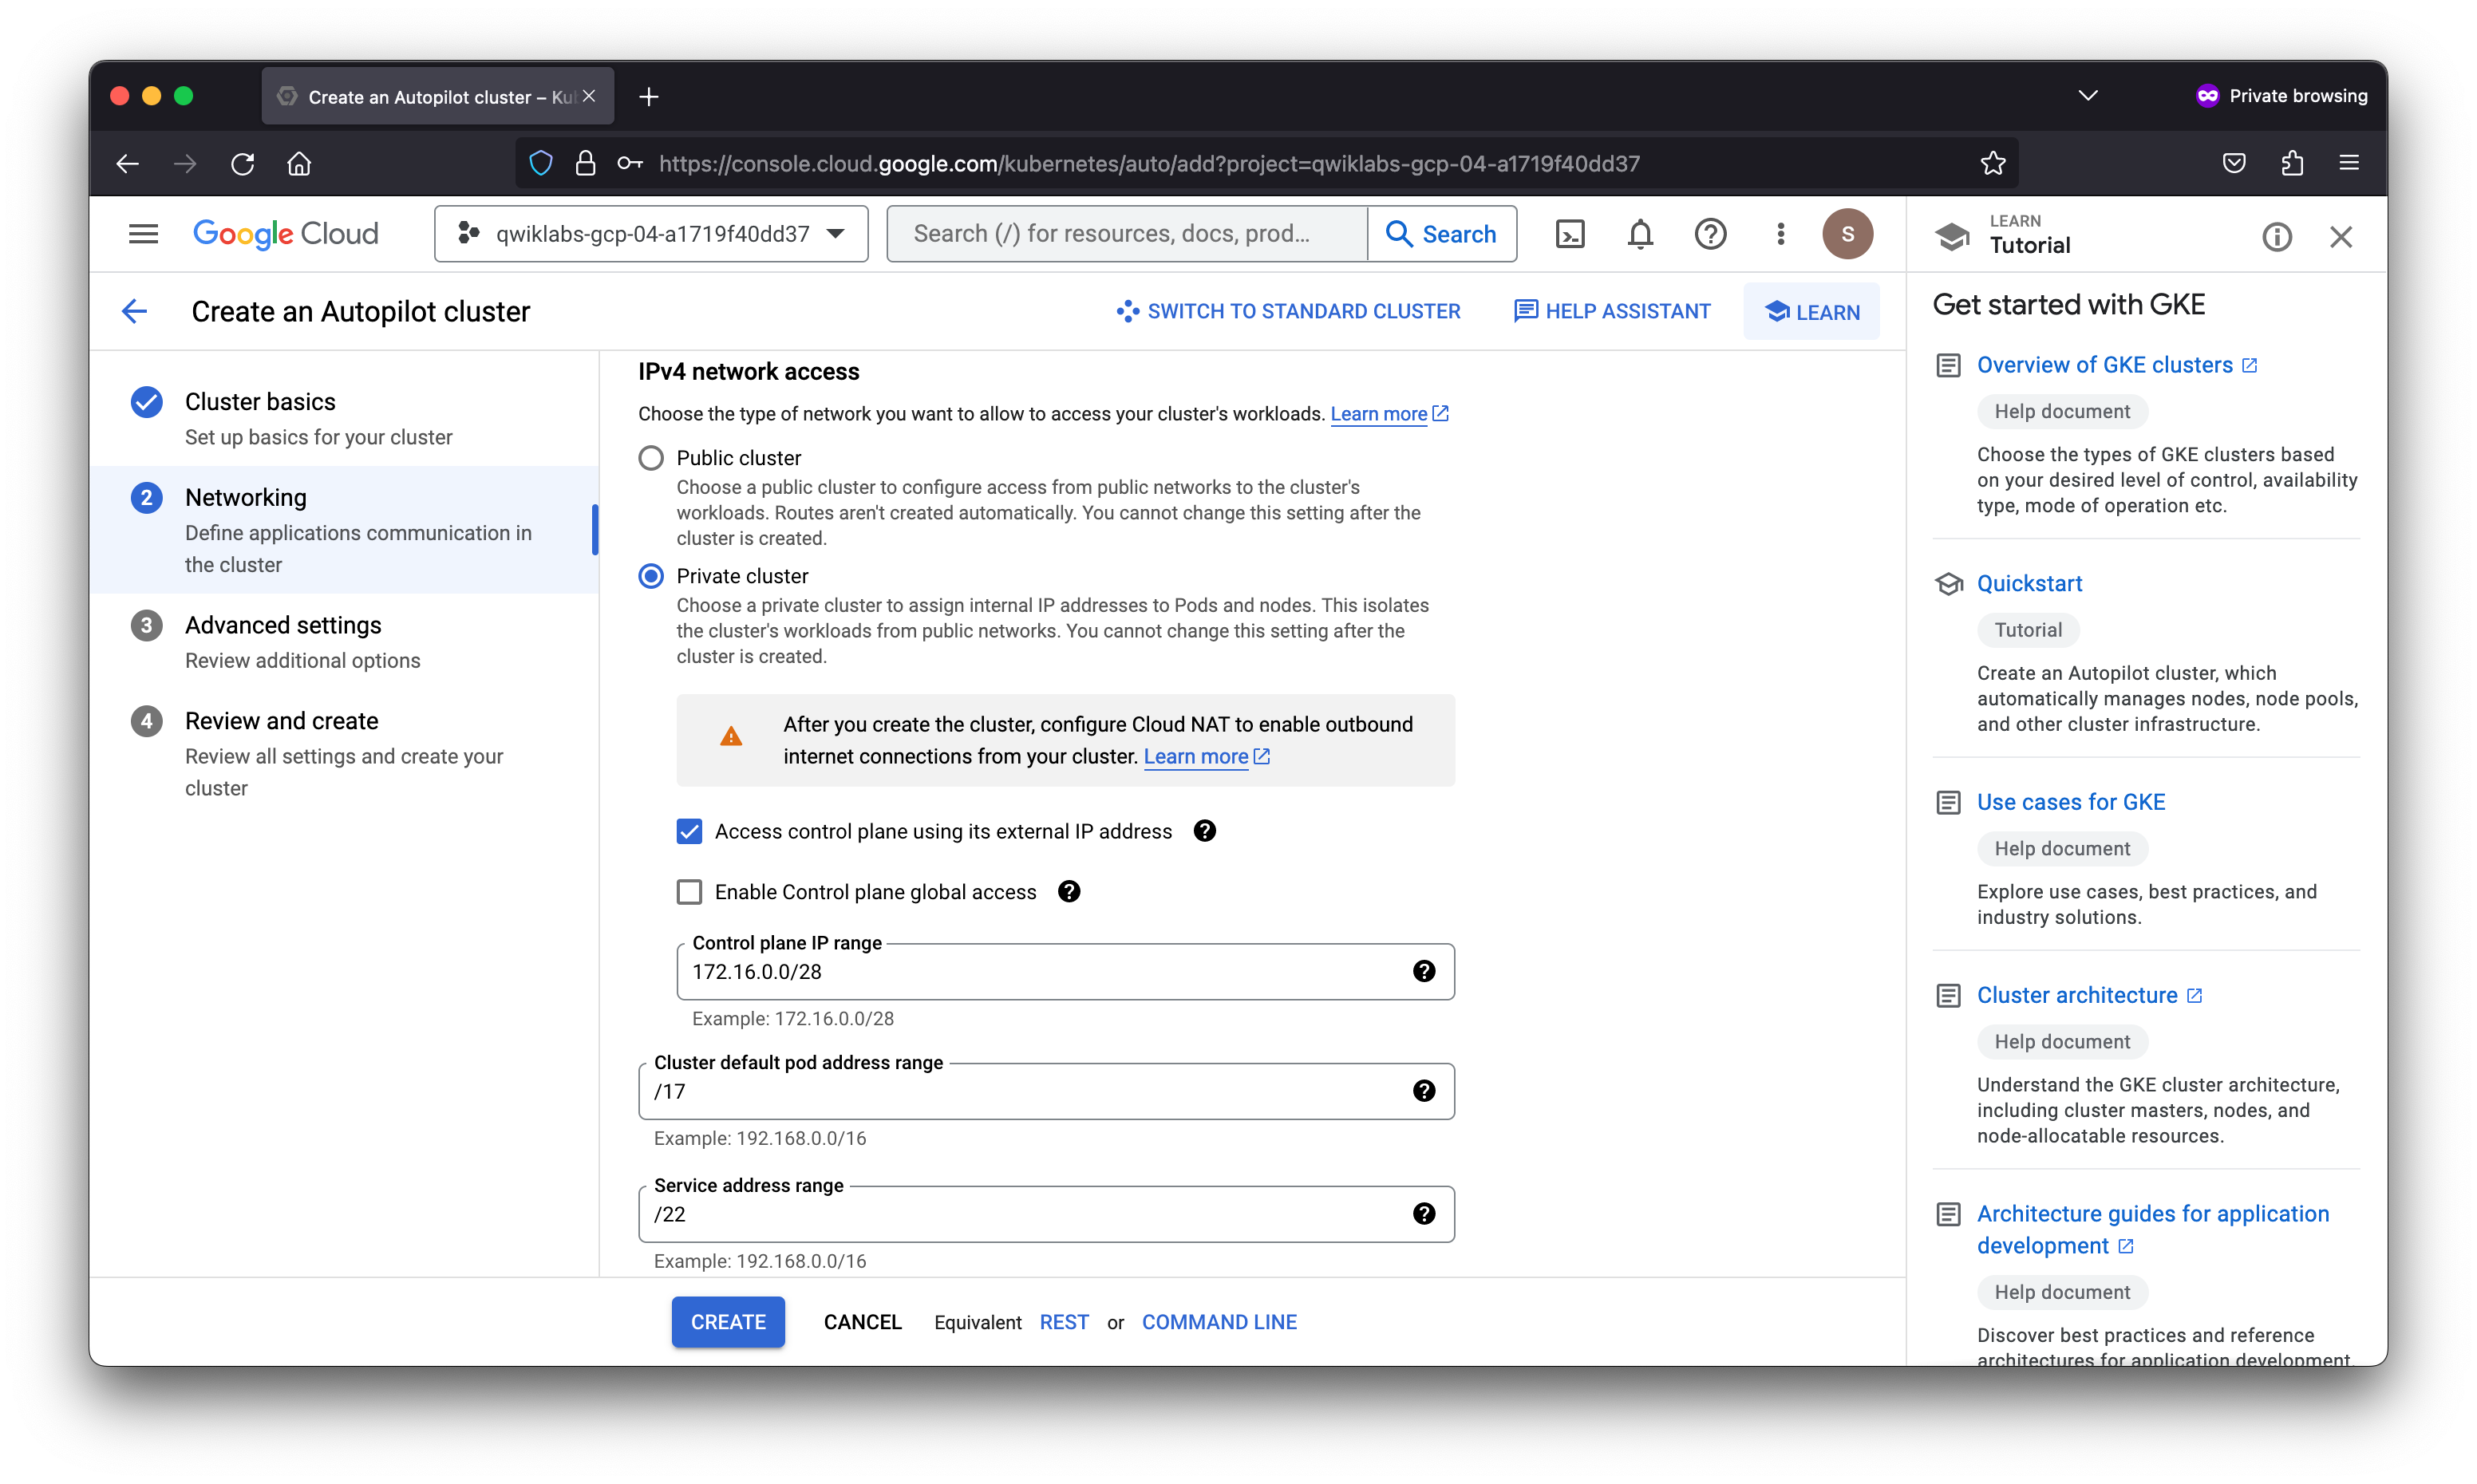 Create an Autopilot cluster – Ku
Private browsing
https://console.cloud.google.com/kubernetes/auto/add?project=qwiklabs-gcp-04-a1719f40dd37
Google Cloud
qwiklabs-gcp-04-a1719f40dd37
Search (/) for resources, docs, prod...
Search
S
LEARN
Tutorial
Create an Autopilot cluster
SWITCH TO STANDARD CLUSTER
HELP ASSISTANT
LEARN
Cluster basics
Set up basics for your cluster
2
Networking
Define applications communication in
the cluster
3
Advanced settings
Review additional options
4
Review and create
Review all settings and create your
cluster
IPv4 network access
Choose the type of network you want to allow to access your cluster's workloads. Learn more
Public cluster
Choose a public cluster to configure access from public networks to the cluster's
workloads. Routes aren't created automatically. You cannot change this setting after the
cluster is created.
Private cluster
Choose a private cluster to assign internal IP addresses to Pods and nodes. This isolates
the cluster's workloads from public networks. You cannot change this setting after the
cluster is created.
After you create the cluster, configure Cloud NAT to enable outbound
internet connections from your cluster. Learn more
Access control plane using its external IP address
Enable Control plane global access
Control plane IP range
172.16.0.0/28
Example: 172.16.0.0/28
Cluster default pod address range
/17
Example: 192.168.0.0/16
Service address range
/22
Example: 192.168.0.0/16
CREATE
CANCEL
Equivalent REST or COMMAND LINE
Get started with GKE
Overview of GKE clusters
Help document
Choose the types of GKE clusters based
on your desired level of control, availability
type, mode of operation etc.
Quickstart
Tutorial
Create an Autopilot cluster, which
automatically manages nodes, node pools,
and other cluster infrastructure.
Use cases for GKE
Help document
Explore use cases, best practices, and
industry solutions.
Cluster architecture
Help document
Understand the GKE cluster architecture,
including cluster masters, nodes, and
node-allocatable resources.
Architecture guides for application
development
Help document
Discover best practices and reference
architectures for application development.